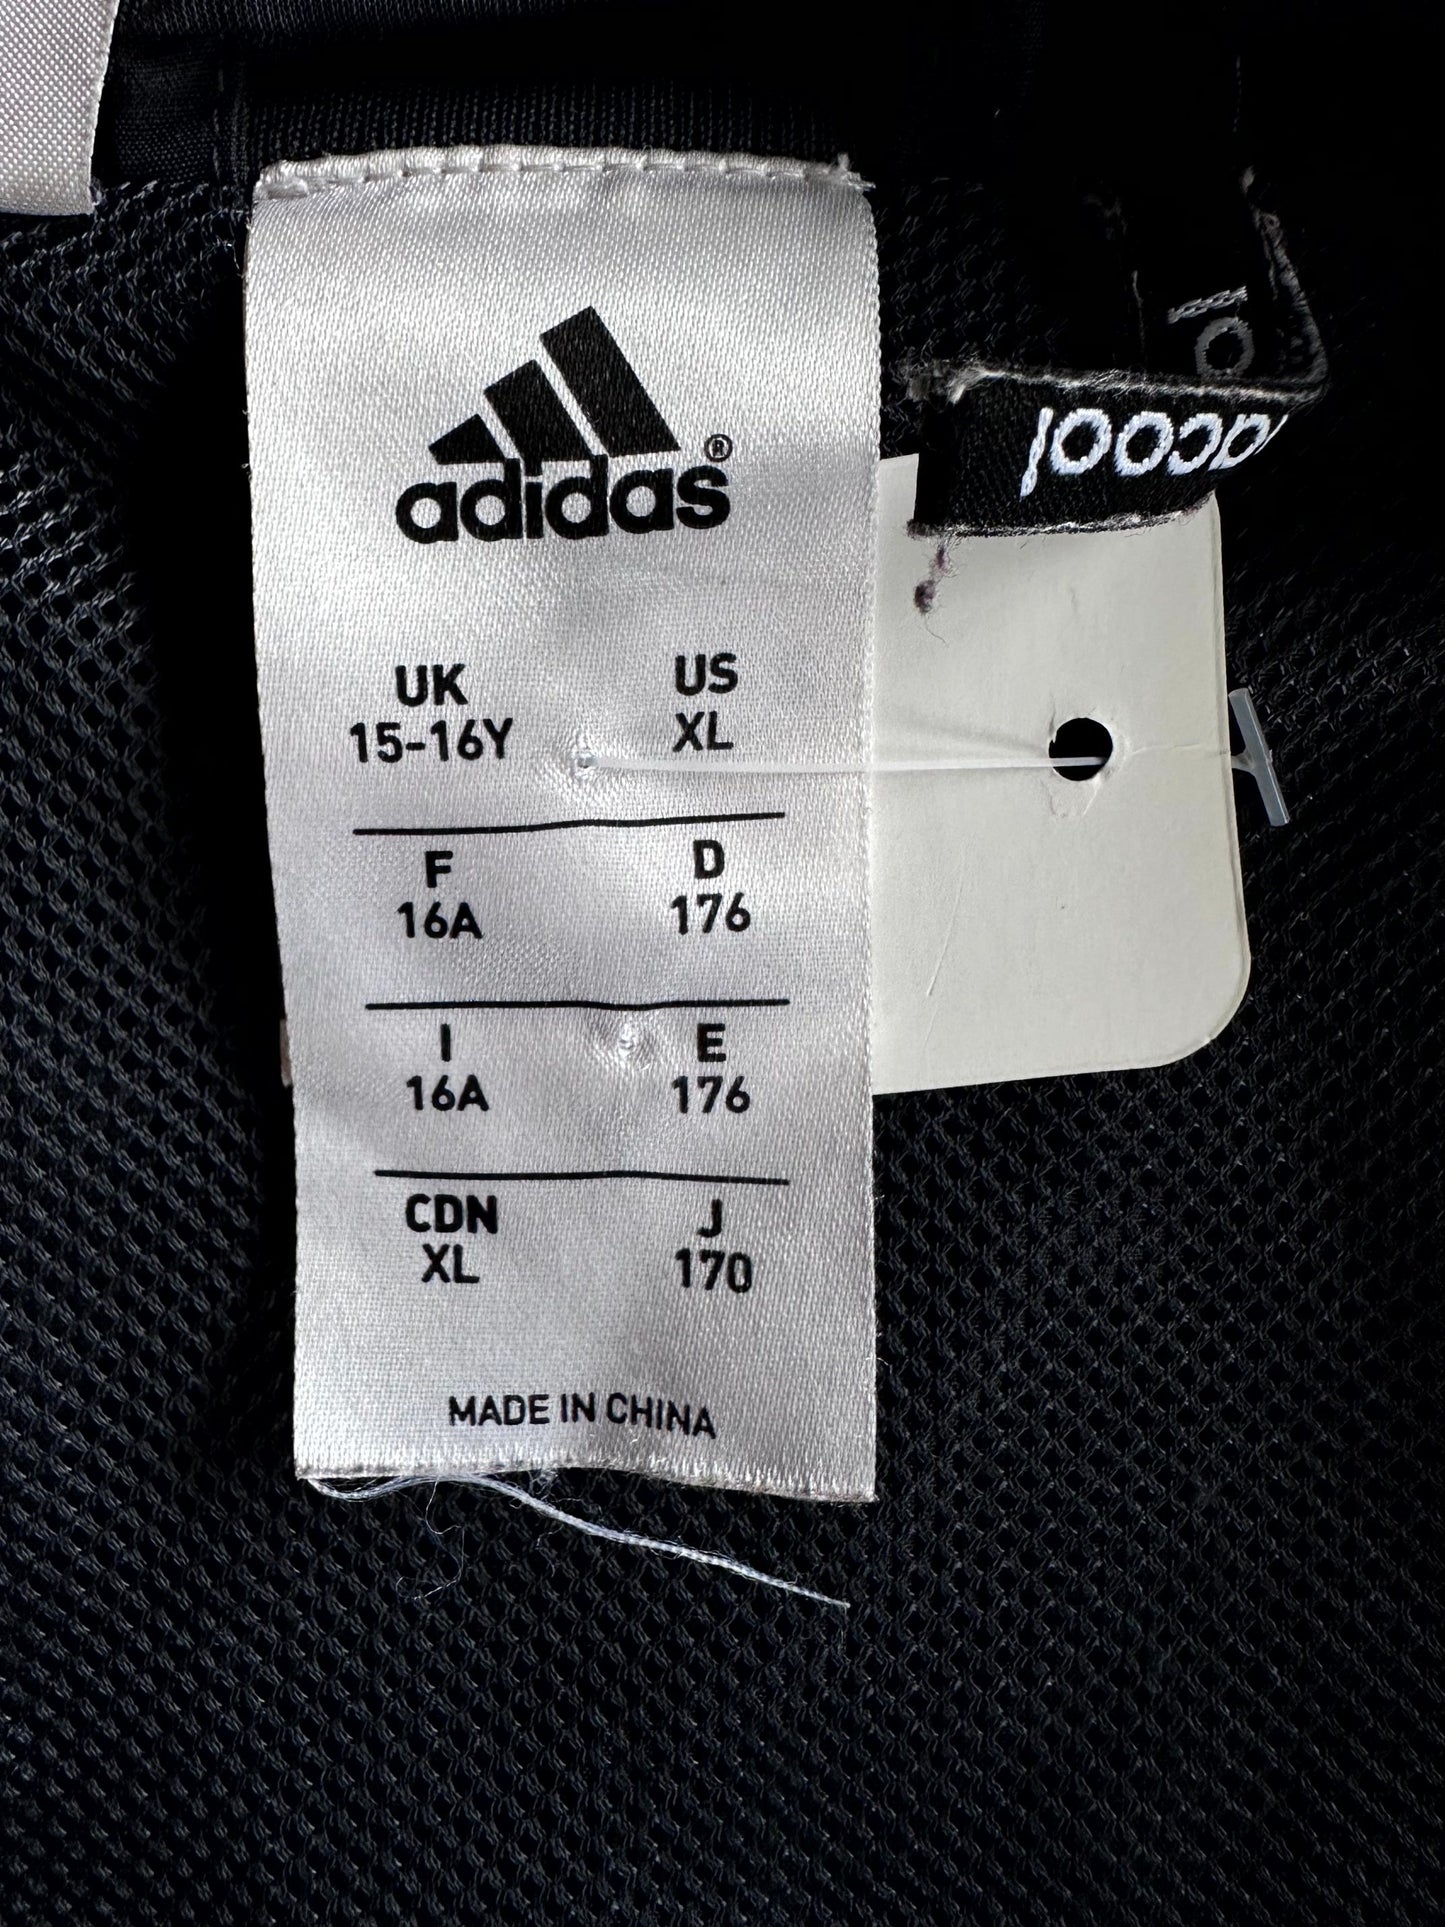 adidas®
UK US
15-16Y XL
F D
16A 176
I E
16A 176
CDN J
XL 170
MADE IN CHINA